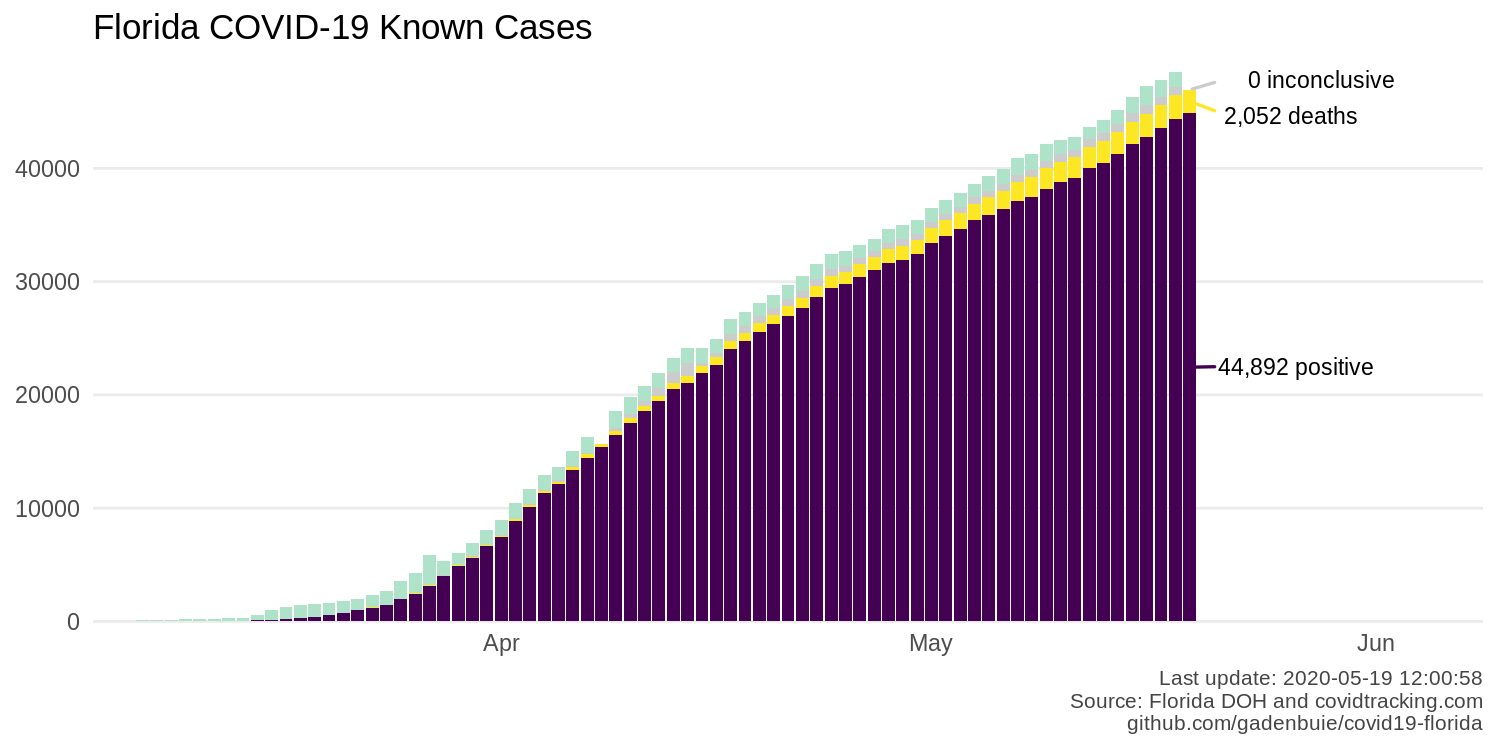 Florida COVID-19 Known Cases
0 inconclusive
2,052 deaths
40000
30000
44,892 positive
20000
10000
0
Apr May Jun
Last update: 2020-05-19 12:00:58
Source: Florida DOH and covidtracking.com
github.com/gadenbuie/covid19-florida